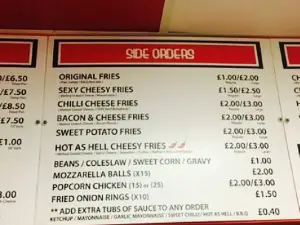 SIDE ORDERS
ORIGINAL FRIES £1.00/£2.00
SEXY CHEESY FRIES £1.50/£2.50
CHILLI CHEESE FRIES £2.00/£3.00
BACON & CHEESE FRIES £2.00/£3.00
SWEET POTATO FRIES £2.00/£3.00
HOT AS HELL CHEESY FRIES £2.00/£3.00
BEANS / COLESLAW / SWEET CORN / GRAVY £1.00
MOZZARELLA BALLS (X15) £2.00
POPCORN CHICKEN (15) or (25) £2.00/£3.00
FRIED ONION RINGS (X10) £1.50
** ADD EXTRA TUBS OF SAUCE TO ANY ORDER £0.40
KETCHUP / MAYONNAISE / GARLIC MAYONNAISE / SWEET CHILLI / HOT AS HELL / B.B.Q
/£6.50
/£7.50
/£8.50
£7.50
£1.00